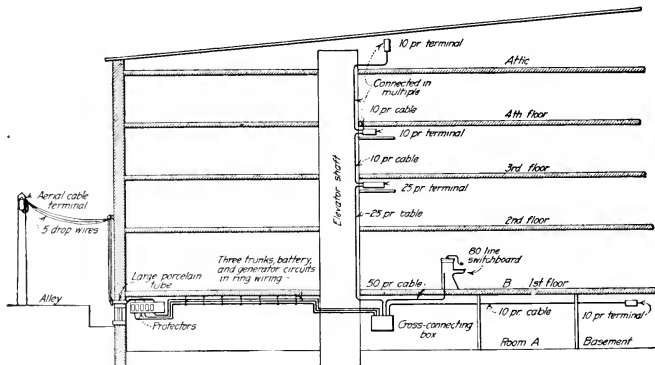 10 pr terminal
Attic
Connected in
multiple
10 pr cable
4th floor
10 pr terminal
10 pr cable
3rd floor
25 pr terminal
Elevator shaft
25 pr cable
2nd floor
Aerial cable
terminal
5 drop wires
80 line
switchboard
Three trunks, battery,
and generator circuits
in ring wiring
Large porcelain
tube
50 pr cable
B 1st floor
Alley
Protectors
Cross-connecting
box
10 pr cable
10 pr terminal
Room A
Basement